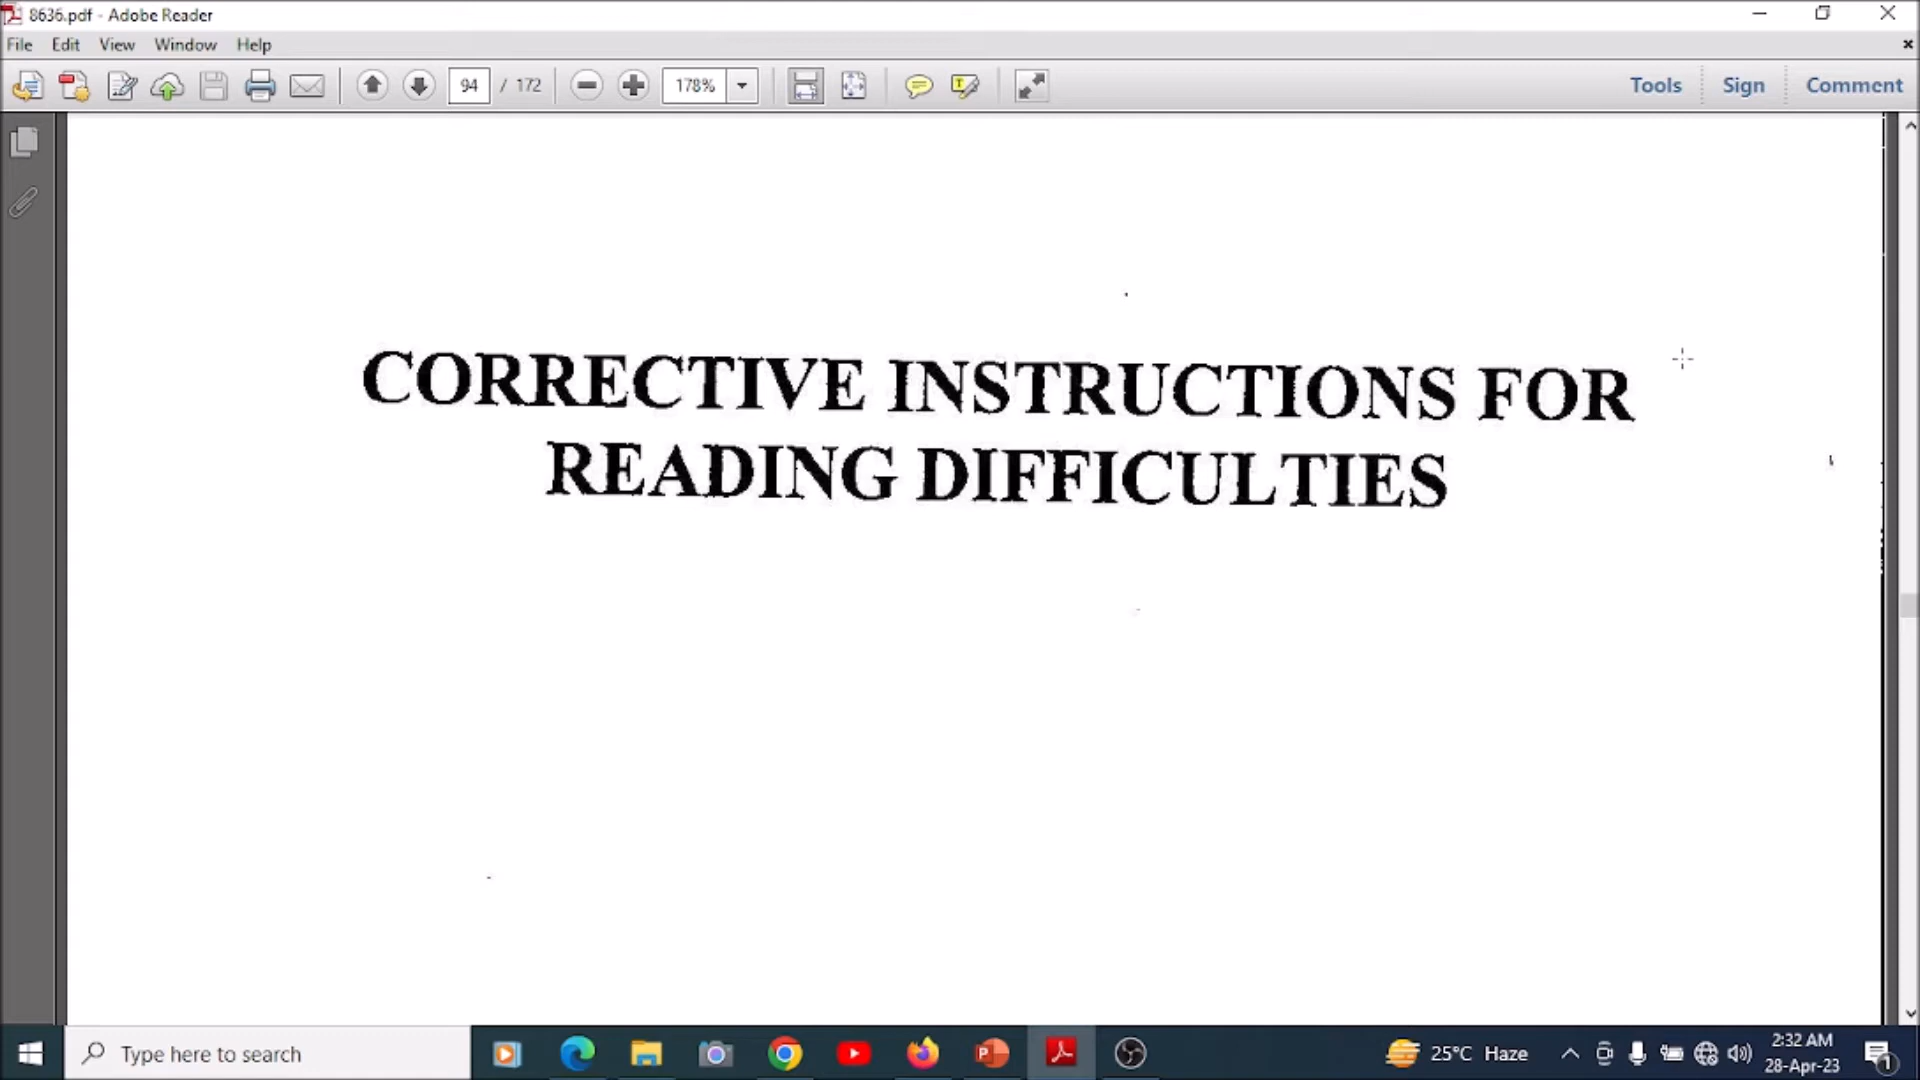 8636.pdf - Adobe Reader
File Edit View Window Help
94 / 172 178% Tools Sign Comment
CORRECTIVE INSTRUCTIONS FOR
READING DIFFICULTIES
Type here to search
25°C Haze
2:32 AM
28-Apr-23
1